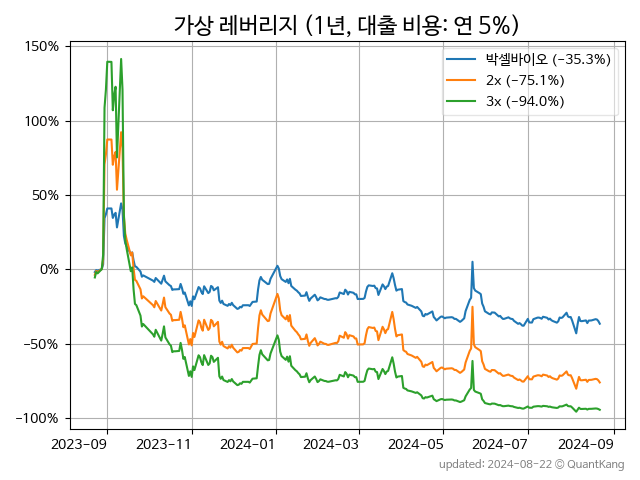 가상 레버리지 (1년, 대출 비용: 연 5%)
150%
100%
50%
0%
−50%
−100%
박셀바이오 (-35.3%)
2x (-75.1%)
3x (-94.0%)
2023-09
2023-11
2024-01
2024-03
2024-05
2024-07
2024-09
updated: 2024-08-22 © QuantKang